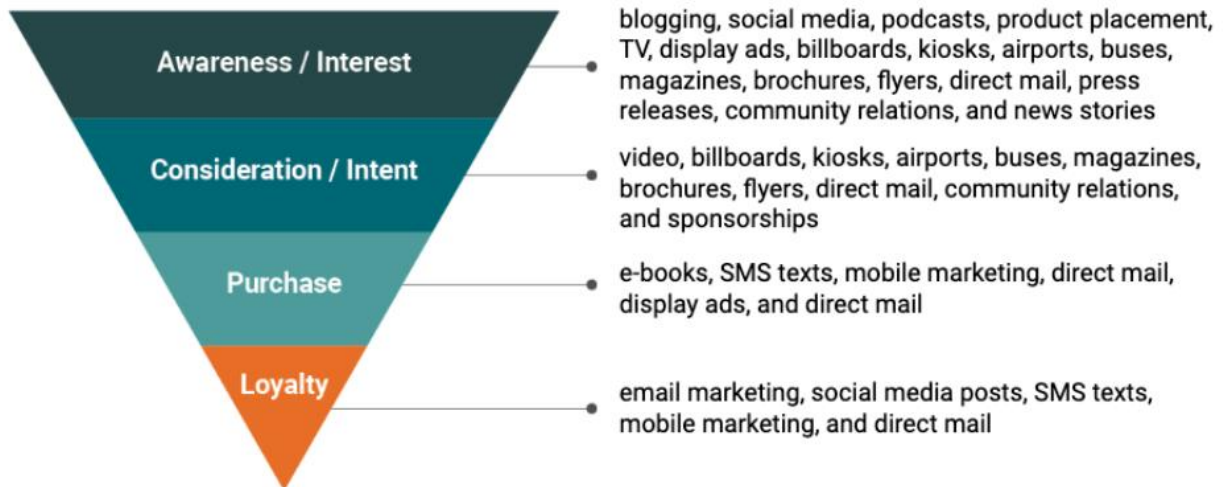 Awareness / Interest
blogging, social media, podcasts, product placement,
TV, display ads, billboards, kiosks, airports, buses,
magazines, brochures, flyers, direct mail, press
releases, community relations, and news stories
Consideration / Intent
video, billboards, kiosks, airports, buses, magazines,
brochures, flyers, direct mail, community relations,
and sponsorships
Purchase
e-books, SMS texts, mobile marketing, direct mail,
display ads, and direct mail
Loyalty
email marketing, social media posts, SMS texts,
mobile marketing, and direct mail